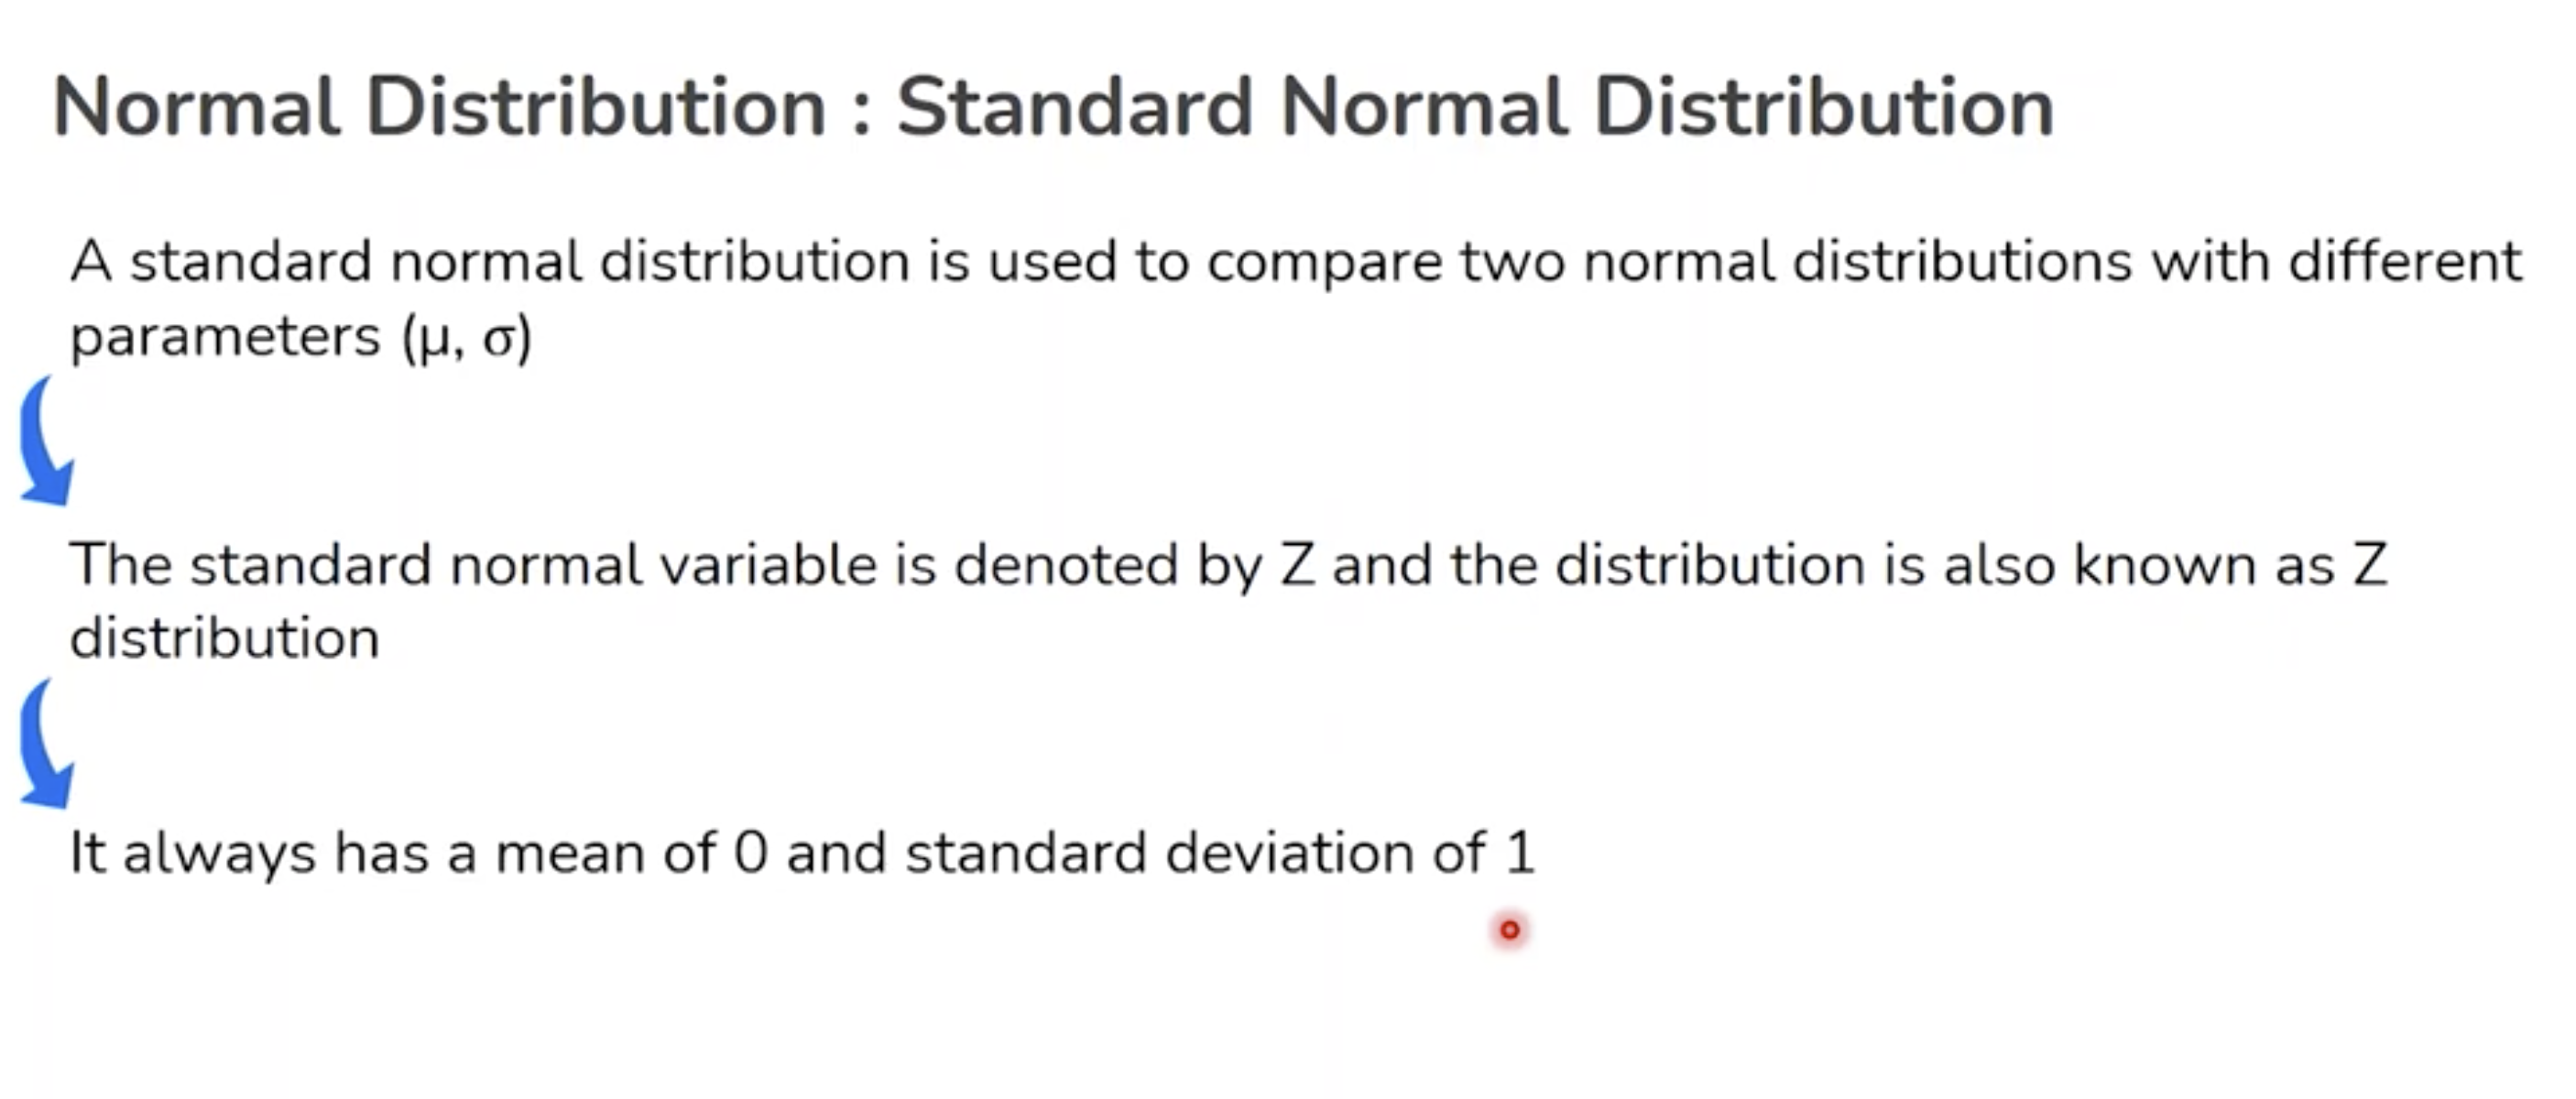 Normal Distribution : Standard Normal Distribution
A standard normal distribution is used to compare two normal distributions with different
parameters (μ, σ)
The standard normal variable is denoted by Z and the distribution is also known as Z
distribution
It always has a mean of 0 and standard deviation of 1